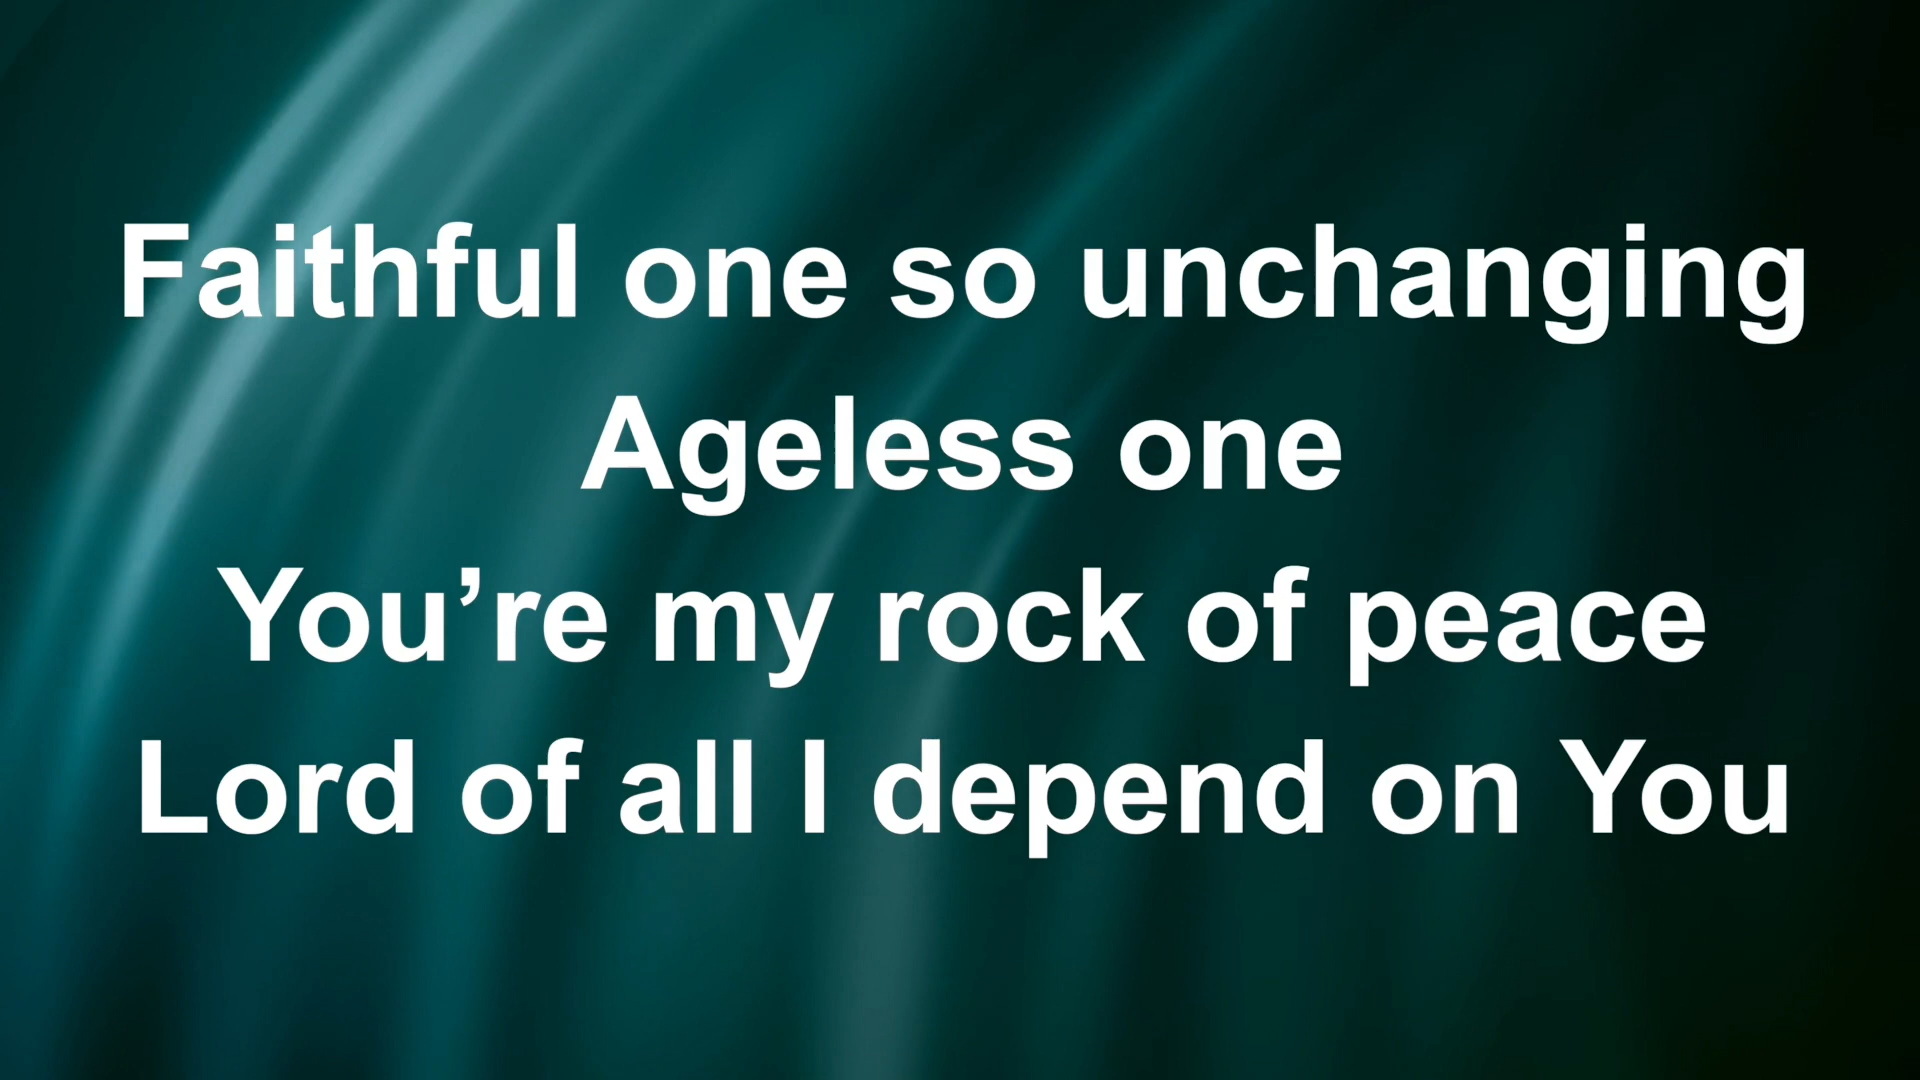 Faithful one so unchanging
Ageless one
You’re my rock of peace
Lord of all I depend on You